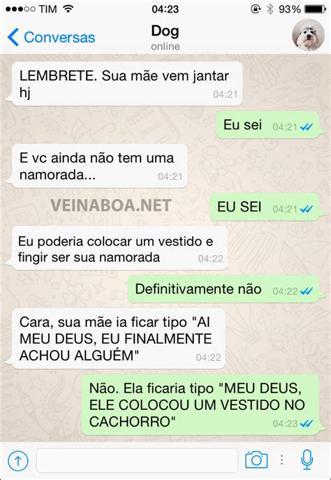 TIM 04:23 93%
Conversas Dog
online
LEMBRETE. Sua mãe vem jantar
hj 04:21
Eu sei 04:21
E vc ainda não tem uma
namorada... 04:21
VEINABOA.NET
EU SEI 04:21
Eu poderia colocar um vestido e
fingir ser sua namorada 04:22
Definitivamente não 04:22
Cara, sua mãe ia ficar tipo "AI
MEU DEUS, EU FINALMENTE
ACHOU ALGUÉM" 04:22
Não. Ela ficaria tipo "MEU DEUS,
ELE COLOCOU UM VESTIDO NO
CACHORRO" 04:23